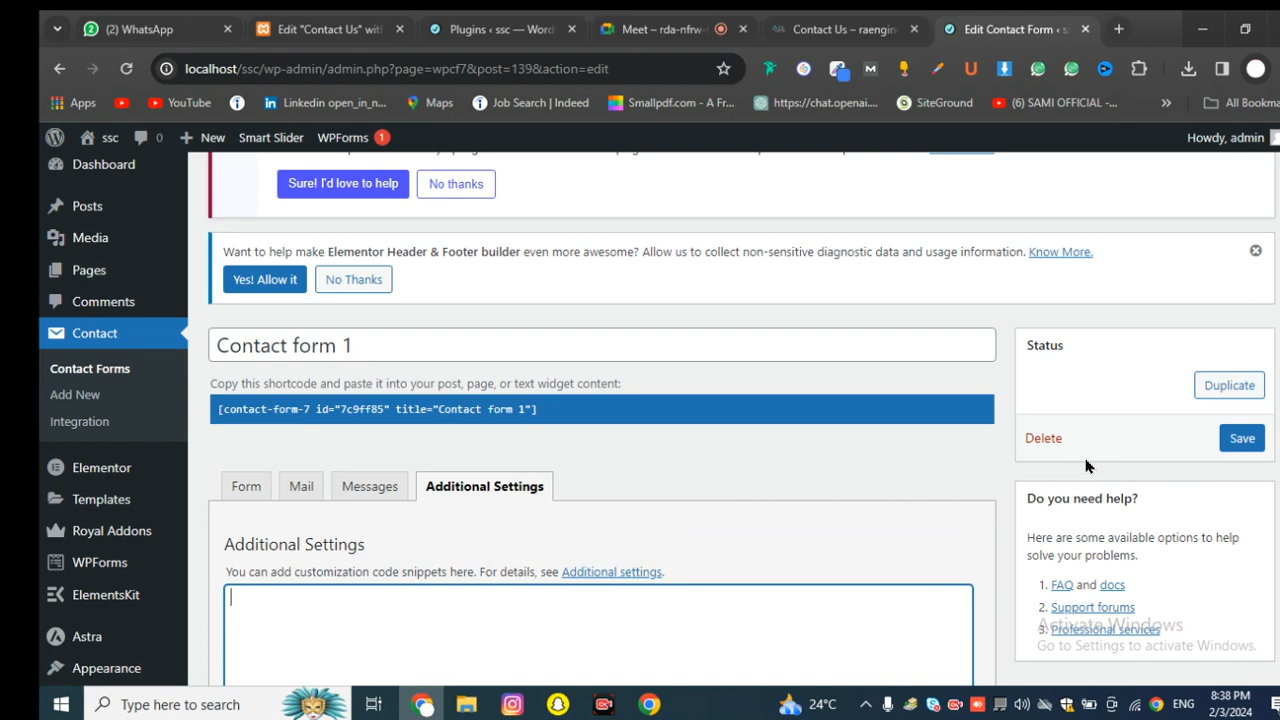 (2) WhatsApp
Edit "Contact Us" with
Plugins ‹ ssc — Word
Meet – rda-nfrw-
Contact Us – raengin
Edit Contact Form ‹ s
localhost/ssc/wp-admin/admin.php?page=wpcf7&post=139&action=edit
Apps
YouTube
Linkedin open_in_n...
Maps
Job Search | Indeed
Smallpdf.com - A Fr...
https://chat.openai....
SiteGround
(6) SAMI OFFICIAL -...
»
All Bookma
ssc
0
New
Smart Slider
WPForms 1
Howdy, admin
Dashboard
Posts
Media
Pages
Comments
Contact
Contact Forms
Add New
Integration
Elementor
Templates
Royal Addons
WPForms
ElementsKit
Astra
Appearance
Sure! I'd love to help
No thanks
Want to help make Elementor Header & Footer builder even more awesome? Allow us to collect non-sensitive diagnostic data and usage information. Know More.
Yes! Allow it
No Thanks
Contact form 1
Copy this shortcode and paste it into your post, page, or text widget content:
[contact-form-7 id="7c9ff85" title="Contact form 1"]
Form
Mail
Messages
Additional Settings
Additional Settings
You can add customization code snippets here. For details, see Additional settings.
Status
Duplicate
Delete
Save
Do you need help?
Here are some available options to help
solve your problems.
1. FAQ and docs
2. Support forums
3. Professional services
Activate Windows
Go to Settings to activate Windows.
Type here to search
24°C
ENG
8:38 PM
2/3/2024